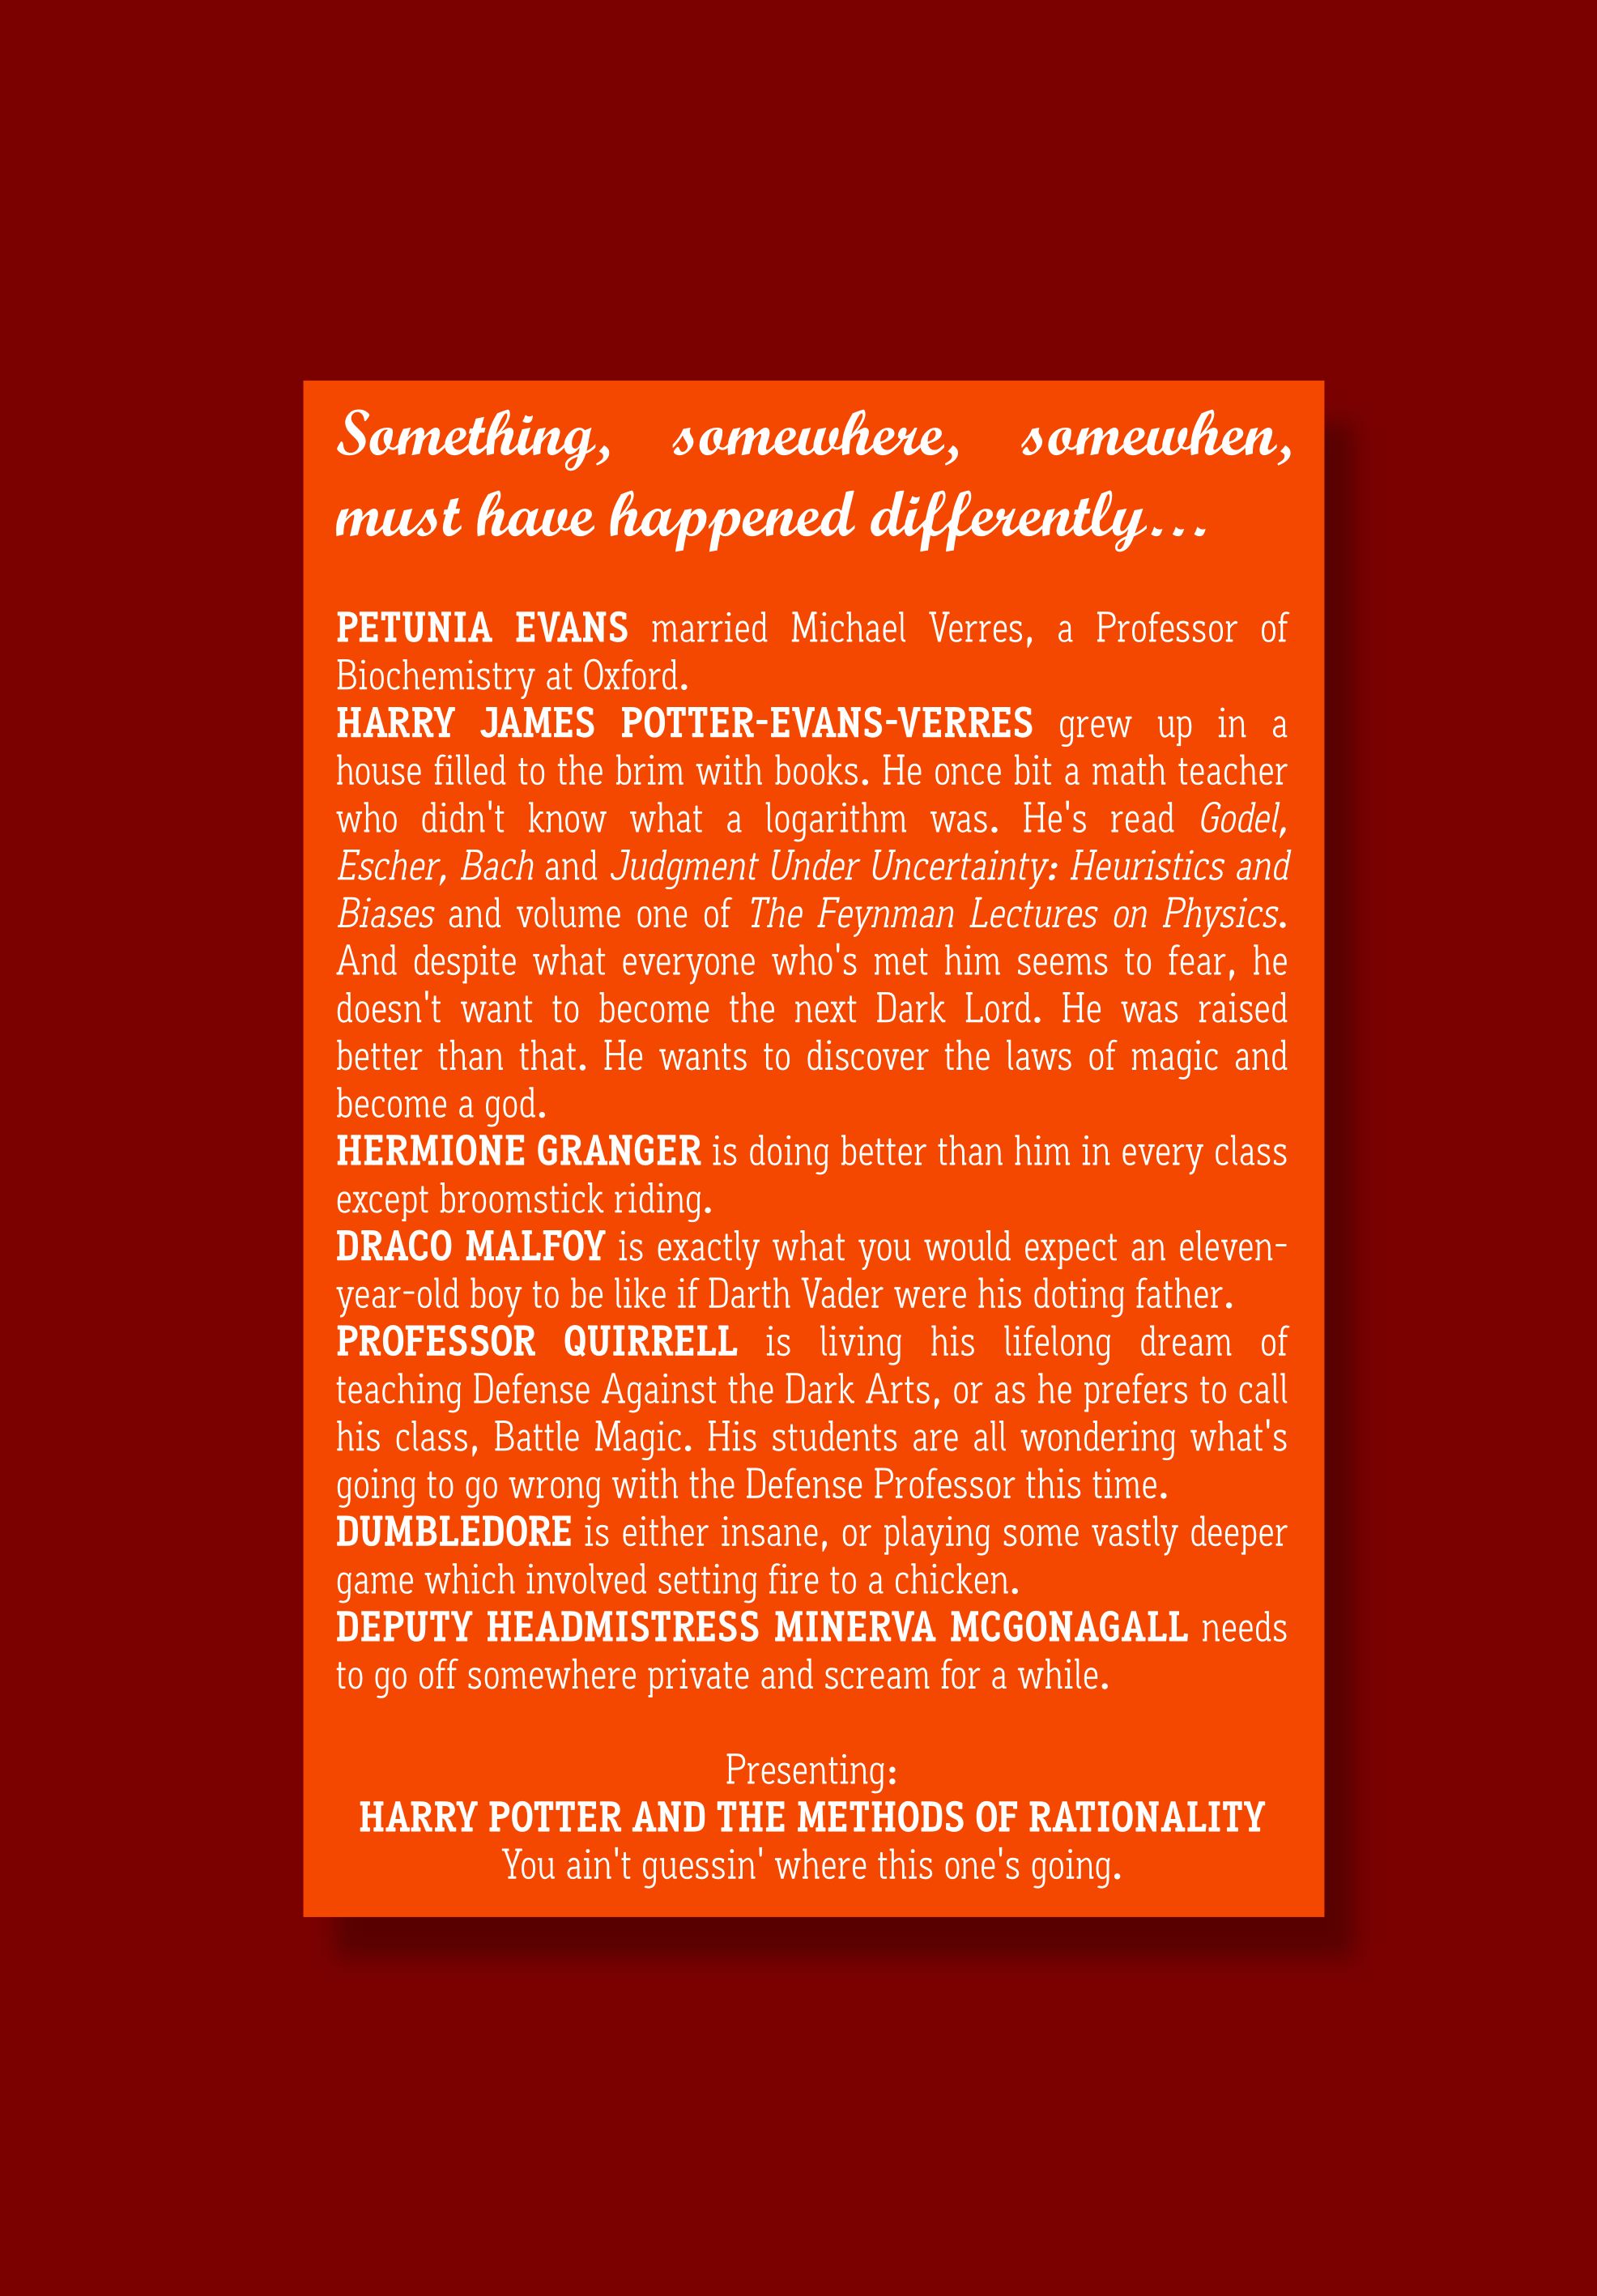 Something, somewhere, somewhen,
must have happened differently...
PETUNIA EVANS married Michael Verres, a Professor of
Biochemistry at Oxford.
HARRY JAMES POTTER-EVANS-VERRES grew up in a
house filled to the brim with books. He once bit a math teacher
who didn't know what a logarithm was. He's read Godel,
Escher, Bach and Judgment Under Uncertainty: Heuristics and
Biases and volume one of The Feynman Lectures on Physics.
And despite what everyone who's met him seems to fear, he
doesn't want to become the next Dark Lord. He was raised
better than that. He wants to discover the laws of magic and
become a god.
HERMIONE GRANGER is doing better than him in every class
except broomstick riding.
DRACO MALFOY is exactly what you would expect an eleven-
year-old boy to be like if Darth Vader were his doting father.
PROFESSOR QUIRRELL is living his lifelong dream of
teaching Defense Against the Dark Arts, or as he prefers to call
his class, Battle Magic. His students are all wondering what's
going to go wrong with the Defense Professor this time.
DUMBLEDORE is either insane, or playing some vastly deeper
game which involved setting fire to a chicken.
DEPUTY HEADMISTRESS MINERVA MCGONAGALL needs
to go off somewhere private and scream for a while.
Presenting:
HARRY POTTER AND THE METHODS OF RATIONALITY
You ain't guessin' where this one's going.